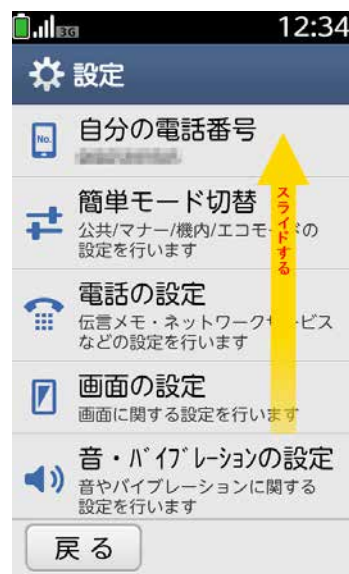 3G 12:34
設定
No. 自分の電話番号
簡単モード切替
公共/マナー/機内/エコモードの
設定を行います
電話の設定
伝言メモ・ネットワークサービス
などの設定を行います
画面の設定
画面に関する設定を行います
音・バイブレーションの設定
音やバイブレーションに関する
設定を行います
戻る
スライドする